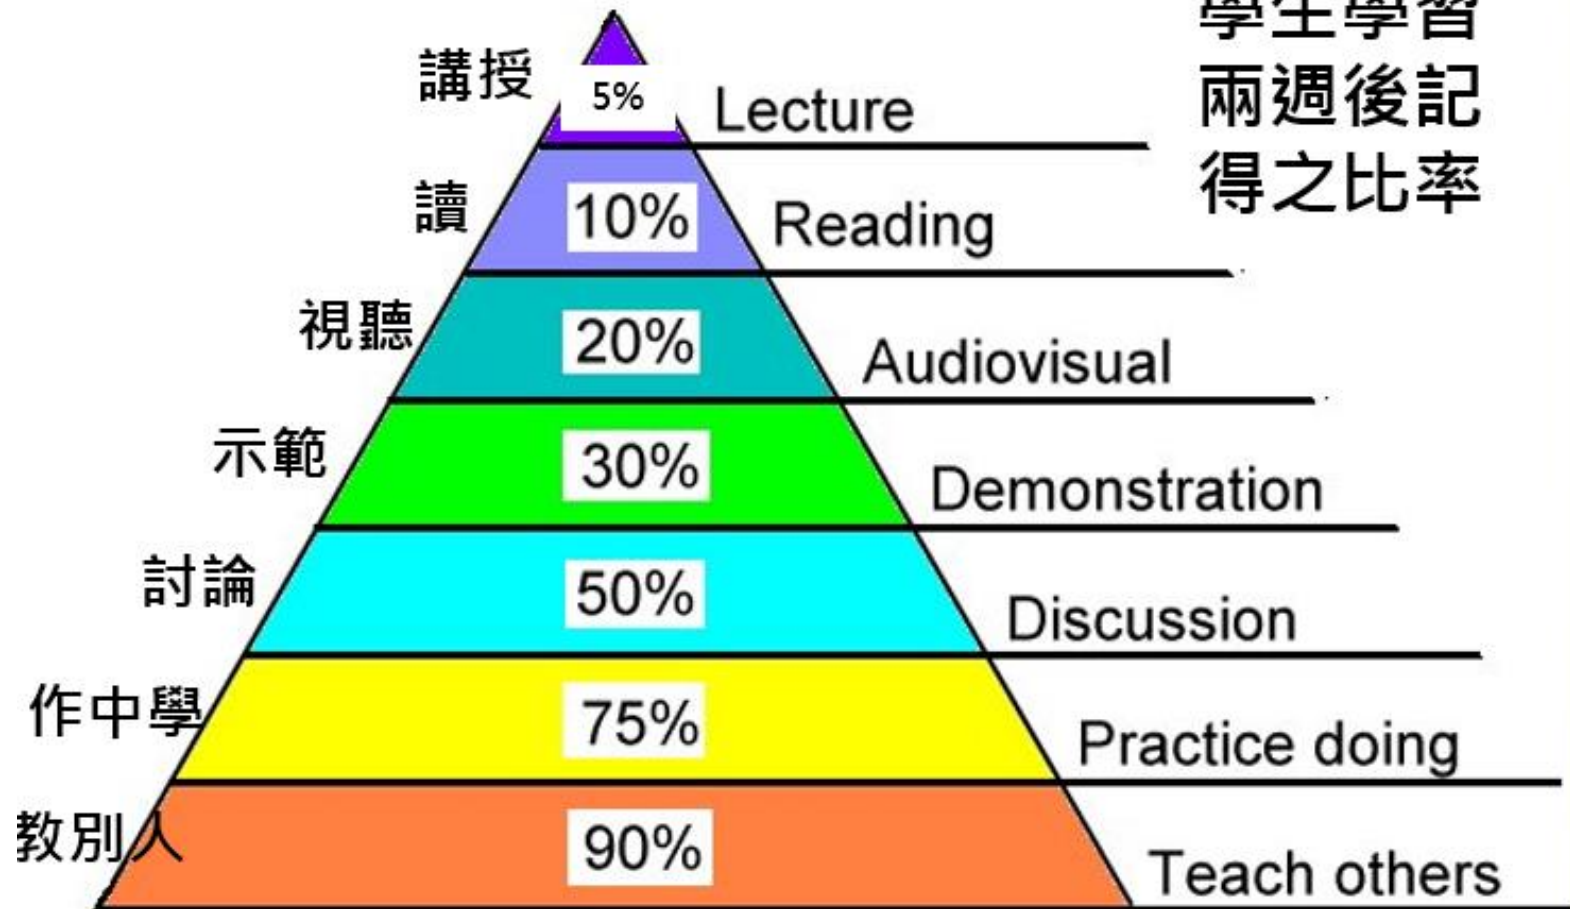 學生學習
兩週後記
得之比率
講授 5% Lecture
讀 10% Reading
視聽 20% Audiovisual
示範 30% Demonstration
討論 50% Discussion
作中學 75% Practice doing
教別人 90% Teach others